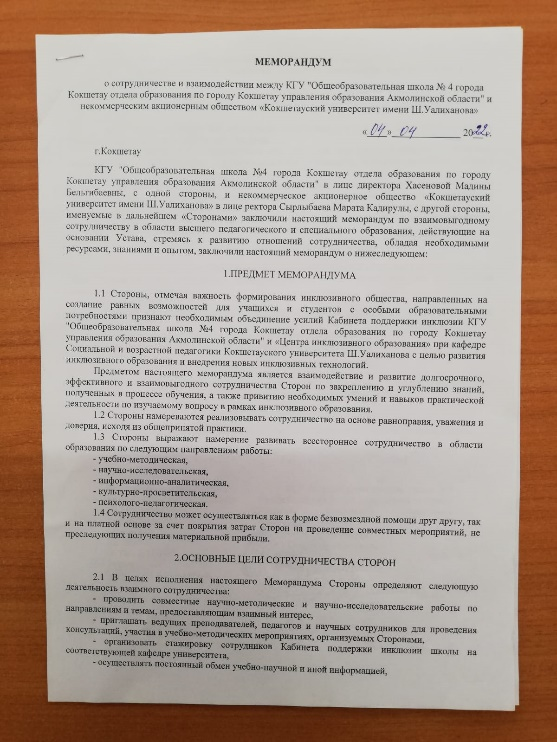 МЕМОРАНДУМ
о сотрудничестве и взаимодействии между КГУ "Общеобразовательная школа № 4 города
Кокшетау отдела образования по городу Кокшетау управления образования Акмолинской области" и
некоммерческим акционерным обществом «Кокшетауский университет имени Ш.Уалиханова»
«04» 04 2022г.
г.Кокшетау
КГУ "Общеобразовательная школа №4 города Кокшетау отдела образования по городу
Кокшетау управления образования Акмолинской области" в лице директора Хасеновой Мадины
Бельгибаевны, с одной стороны, и некоммерческое акционерное общество «Кокшетауский
университет имени Ш.Уалиханова» в лице ректора Сырлыбаева Марата Кадирулы, с другой стороны,
именуемые в дальнейшем «Сторонами» заключили настоящий меморандум по взаимовыгодному
сотрудничеству в области высшего педагогического и специального образования, действующие на
основании Устава, стремясь к развитию отношений сотрудничества, обладая необходимыми
ресурсами, знаниями и опытом, заключили настоящий меморандум о нижеследующем:
1.ПРЕДМЕТ МЕМОРАНДУМА
1.1 Стороны, отмечая важность формирования инклюзивного общества, направленных на
создание равных возможностей для учащихся и студентов с особыми образовательными
потребностями признают необходимым объединение усилий Кабинета поддержки инклюзии КГУ
"Общеобразовательная школа №4 города Кокшетау отдела образования по городу Кокшетау
управления образования Акмолинской области" и «Центра инклюзивного образования» при кафедре
Социальной и возрастной педагогики Кокшетауского университета Ш.Уалиханова с целью развития
инклюзивного образования и внедрения новых инклюзивных технологий.
Предметом настоящего меморандума является взаимодействие и развитие долгосрочного,
эффективного и взаимовыгодного сотрудничества Сторон по закреплению и углублению знаний,
полученных в процессе обучения, а также привитию необходимых умений и навыков практической
деятельности по изучаемому вопросу в рамках инклюзивного образования.
1.2 Стороны намереваются реализовывать сотрудничество на основе равноправия, уважения и
доверия, исходя из общепринятой практики.
1.3 Стороны выражают намерение развивать всестороннее сотрудничество в области
образования по следующим направлениям работы:
- учебно-методическая,
- научно-исследовательская,
- информационно-аналитическая,
- культурно-просветительская,
- психолого-педагогическая.
1.4 Сотрудничество может осуществляться как в форме безвозмездной помощи друг другу, так
и на платной основе за счет покрытия затрат Сторон на проведение совместных мероприятий, не
преследующих получения материальной прибыли.
2.ОСНОВНЫЕ ЦЕЛИ СОТРУДНИЧЕСТВА СТОРОН
2.1 В целях исполнения настоящего Меморандума Стороны определяют следующую
деятельность взаимного сотрудничества:
- проводить совместные научно-методические и научно-исследовательские работы по
направлениям и темам, предоставляющим взаимный интерес,
- приглашать ведущих преподавателей, педагогов и научных сотрудников для проведения
консультаций, участия в учебно-методических мероприятиях, организуемых Сторонами,
- организовать стажировку сотрудников Кабинета поддержки инклюзии школы на
соответствующей кафедре университета,
- осуществлять постоянный обмен учебно-научной и иной информацией,